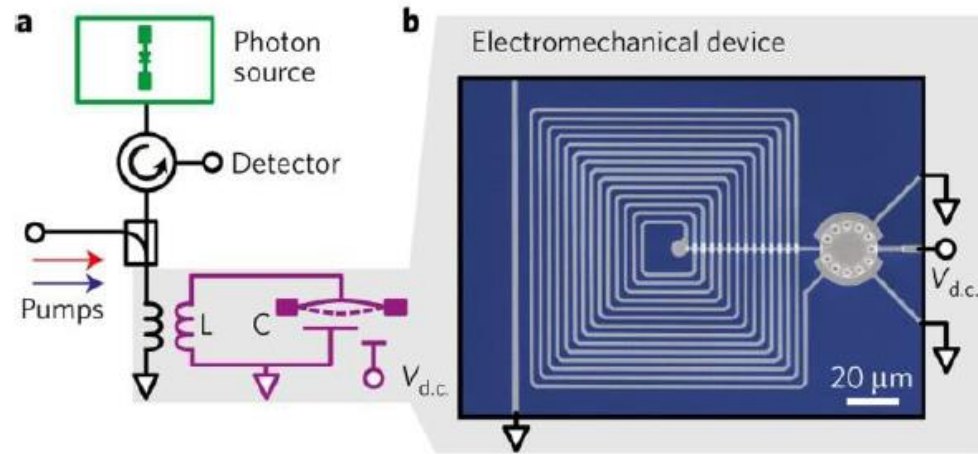 a
Photon
source
Detector
Pumps
L
C
V d.c.
b
Electromechanical device
V d.c.
20 μm